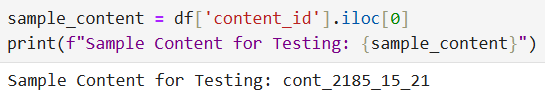 sample_content = df['content_id'].iloc[0]
print(f"Sample Content for Testing: {sample_content}")
Sample Content for Testing: cont_2185_15_21